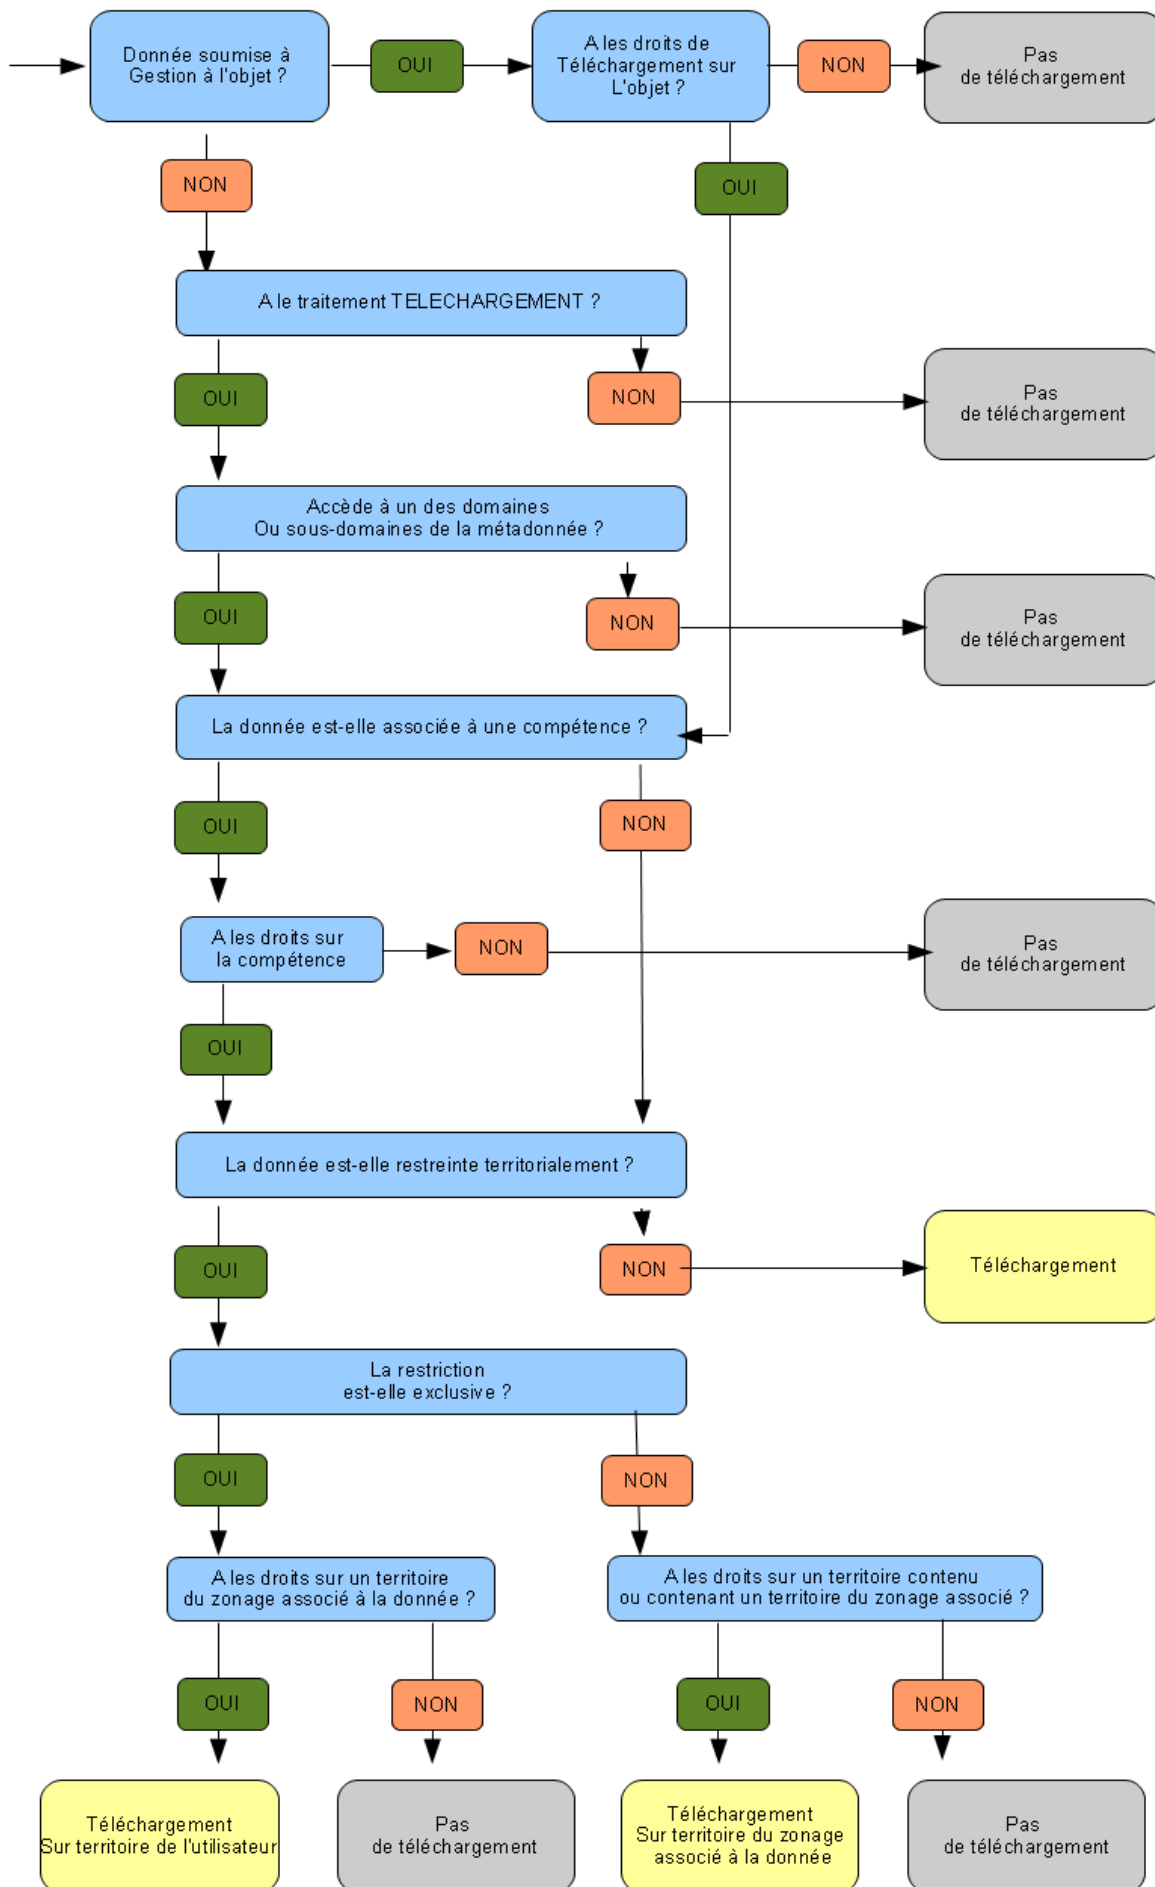 Donnée soumise à
Gestion à l'objet ?
OUI
A les droits de
Téléchargement sur
L'objet ?
NON
Pas
de téléchargement
NON
OUI
A le traitement TELECHARGEMENT ?
OUI
NON
Pas
de téléchargement
Accède à un des domaines
Ou sous-domaines de la métadonnée ?
OUI
NON
Pas
de téléchargement
La donnée est-elle associée à une compétence ?
OUI
NON
A les droits sur
la compétence
NON
Pas
de téléchargement
OUI
La donnée est-elle restreinte territorialement ?
OUI
NON
Téléchargement
La restriction
est-elle exclusive ?
OUI
NON
A les droits sur un territoire
du zonage associé à la donnée ?
A les droits sur un territoire contenu
ou contenant un territoire du zonage associé ?
OUI
NON
OUI
NON
Téléchargement
Sur territoire de l'utilisateur
Pas
de téléchargement
Téléchargement
Sur territoire du zonage
associé à la donnée
Pas
de téléchargement